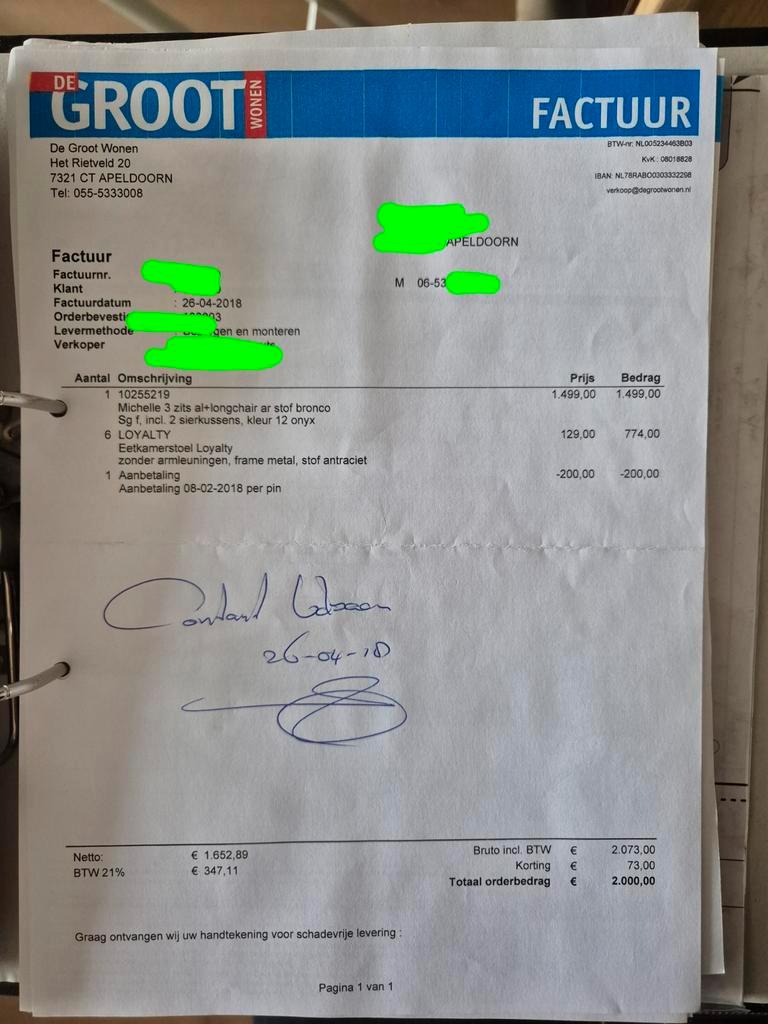 DE GROOT WONEN
FACTUUR
De Groot Wonen
Het Rietveld 20
7321 CT APELDOORN
Tel: 055-5333008
BTW-nr: NL005234463B03
KvK : 08018828
IBAN: NL78RABO0303332298
verkoop@degrootwonen.nl
APELDOORN
M 06-53
Factuur
Factuurnr.
Klant
Factuurdatum : 26-04-2018
Orderbevesti
Levermethode : en monteren
Verkoper
Aantal Omschrijving Prijs Bedrag
1 10255219 1.499,00 1.499,00
Michelle 3 zits al+longchair ar stof bronco
Sg f, incl. 2 sierkussens, kleur 12 onyx
6 LOYALTY 129,00 774,00
Eetkamerstoel Loyalty
zonder armleuningen, frame metal, stof antraciet
1 Aanbetaling -200,00 -200,00
Aanbetaling 08-02-2018 per pin
26-04-18
Netto: € 1.652,89
BTW 21% € 347,11
Bruto incl. BTW € 2.073,00
Korting € 73,00
Totaal orderbedrag € 2.000,00
Graag ontvangen wij uw handtekening voor schadevrije levering :
Pagina 1 van 1